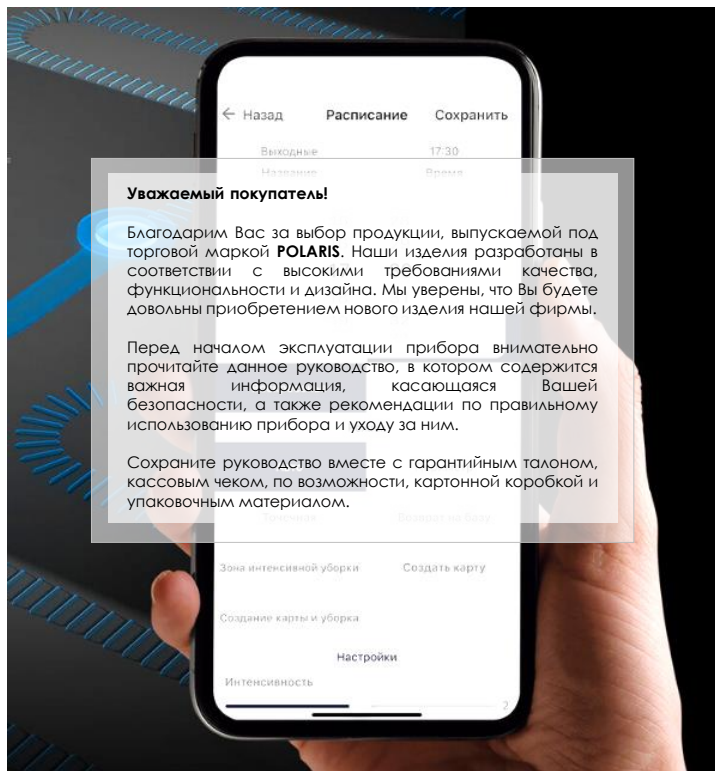 ← Назад Расписание Сохранить
Выходные 17:30
Название Время
Уважаемый покупатель!
Благодарим Вас за выбор продукции, выпускаемой под
торговой маркой POLARIS. Наши изделия разработаны в
соответствии с высокими требованиями качества,
функциональности и дизайна. Мы уверены, что Вы будете
довольны приобретением нового изделия нашей фирмы.
Перед началом эксплуатации прибора внимательно
прочитайте данное руководство, в котором содержится
важная информация, касающаяся Вашей
безопасности, а также рекомендации по правильному
использованию прибора и уходу за ним.
Сохраните руководство вместе с гарантийным талоном,
кассовым чеком, по возможности, картонной коробкой и
упаковочным материалом.
Зона интенсивной уборки Создать карту
Создание карты и уборка
Настройки
Интенсивность
2